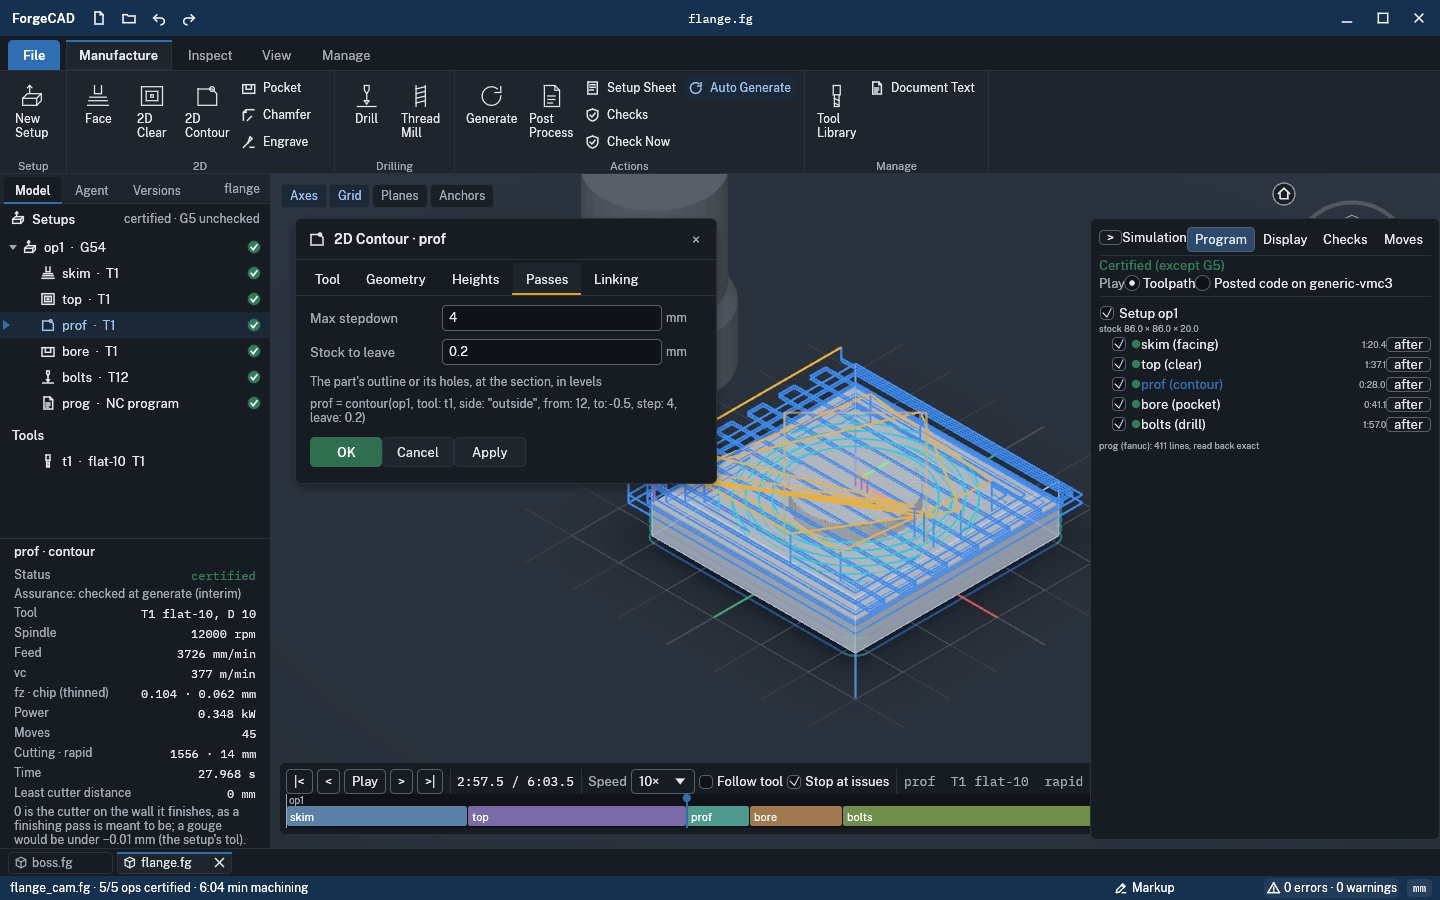 ForgeCAD
flange.fg
File
Manufacture
Inspect
View
Manage
New Setup
Face
2D Clear
2D Contour
Pocket
Chamfer
Engrave
Drill
Thread Mill
Generate
Post Process
Setup Sheet
Checks
Check Now
Auto Generate
Tool Library
Document Text
Setup
2D
Drilling
Actions
Manage
Model
Agent
Versions
flange
Setups
certified · G5 unchecked
op1 · G54
skim · T1
top · T1
prof · T1
bore · T1
bolts · T12
prog · NC program
Tools
t1 · flat-10 T1
prof · contour
Status certified
Assurance: checked at generate (interim)
Tool T1 flat-10, D 10
Spindle 12000 rpm
Feed 3726 mm/min
vc 377 m/min
fz · chip (thinned) 0.104 · 0.062 mm
Power 0.348 kW
Moves 45
Cutting · rapid 1556 · 14 mm
Time 27.968 s
Least cutter distance 0 mm
0 is the cutter on the wall it finishes, as a
finishing pass is meant to be; a gouge
would be under −0.01 mm (the setup's tol).
Axes
Grid
Planes
Anchors
2D Contour · prof
×
Tool
Geometry
Heights
Passes
Linking
Max stepdown 4 mm
Stock to leave 0.2 mm
The part's outline or its holes, at the section, in levels
prof = contour(op1, tool: t1, side: "outside", from: 12, to:-0.5, step: 4,
leave: 0.2)
OK
Cancel
Apply
> Simulation
Program
Display
Checks
Moves
Certified (except G5)
Play Toolpath Posted code on generic-vmc3
Setup op1
stock 86.0 × 86.0 × 20.0
skim (facing) 1:20.4 after
top (clear) 1:37.1 after
prof (contour) 0:28.0 after
bore (pocket) 0:41.1 after
bolts (drill) 1:57.0 after
prog (fanuc): 411 lines, read back exact
|<
<
Play
>
>|
2:57.5 / 6:03.5
Speed 10×
Follow tool
Stop at issues
prof T1 flat-10 rapid
op1
skim
top
prof
bore
bolts
boss.fg
flange.fg
flange_cam.fg · 5/5 ops certified · 6:04 min machining
Markup
0 errors · 0 warnings
mm